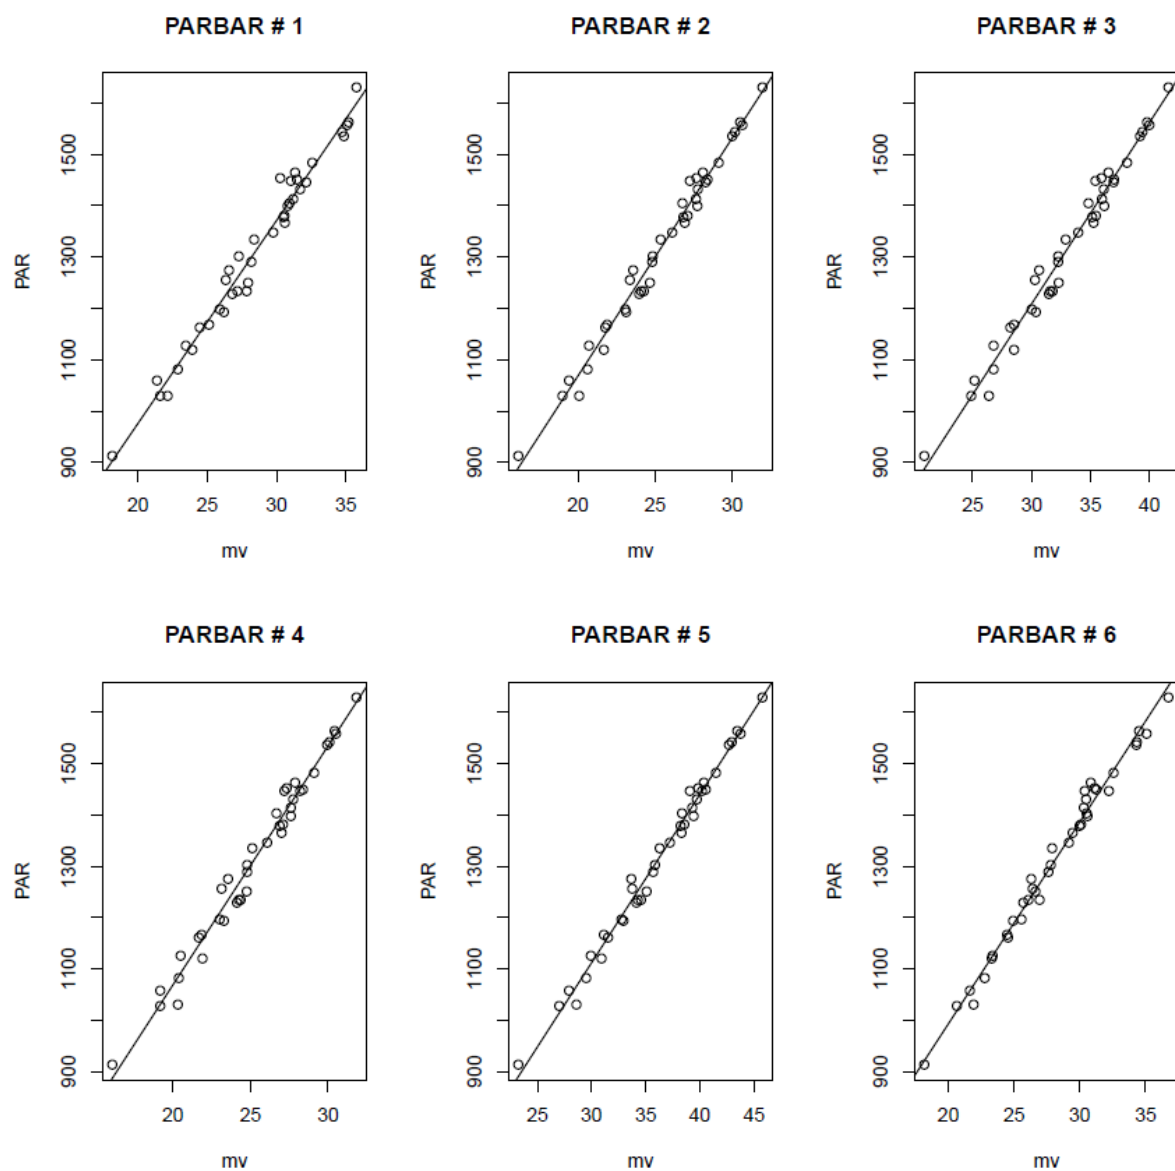 PARBAR # 1
PARBAR # 2
PARBAR # 3
PAR
900 1100 1300 1500
20 25 30 35
mv
PAR
900 1100 1300 1500
20 25 30
mv
PAR
900 1100 1300 1500
25 30 35 40
mv
PARBAR # 4
PARBAR # 5
PARBAR # 6
PAR
900 1100 1300 1500
20 25 30
mv
PAR
900 1100 1300 1500
25 30 35 40 45
mv
PAR
900 1100 1300 1500
20 25 30 35
mv